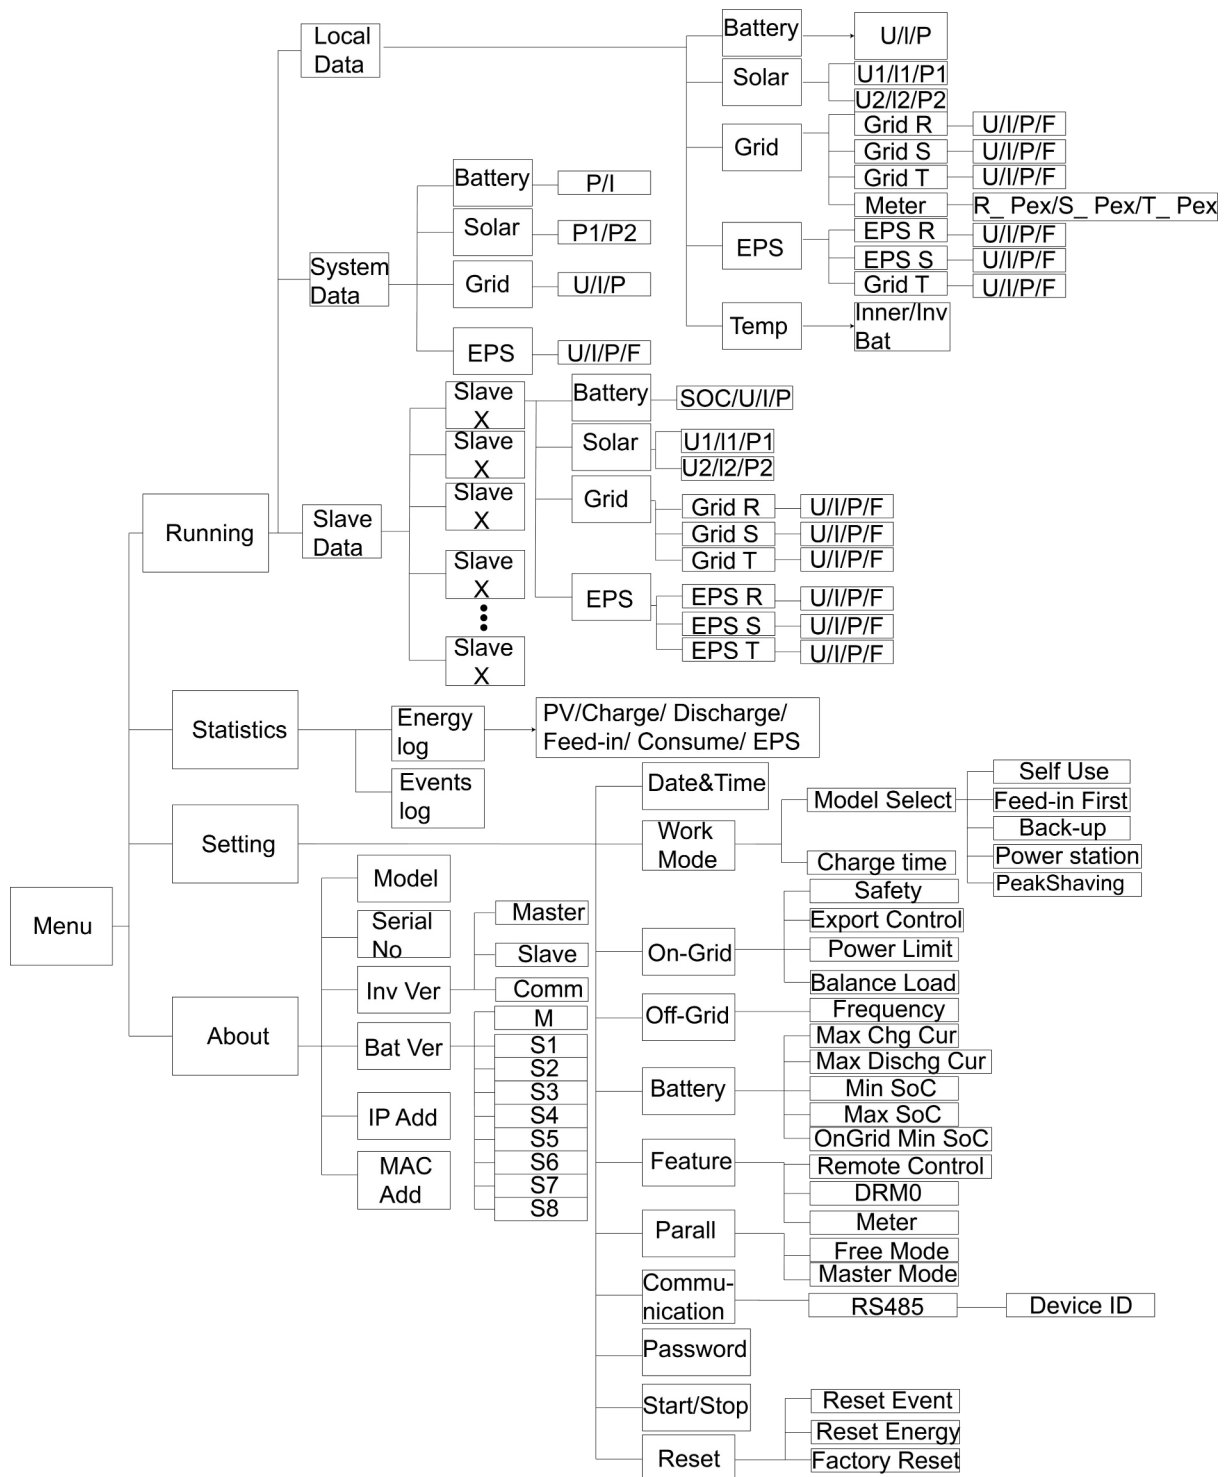 Local
Data
Battery
U/I/P
Solar
U1/I1/P1
U2/I2/P2
Grid
Grid R
U/I/P/F
Grid S
U/I/P/F
Grid T
U/I/P/F
Meter
R_ Pex/S_ Pex/T_ Pex
EPS
EPS R
U/I/P/F
EPS S
U/I/P/F
Grid T
U/I/P/F
Temp
Inner/Inv
Bat
System
Data
Battery
P/I
Solar
P1/P2
Grid
U/I/P
EPS
U/I/P/F
Running
Slave
Data
Slave
X
Slave
X
Slave
X
Slave
X
Slave
X
Battery
SOC/U/I/P
Solar
U1/I1/P1
U2/I2/P2
Grid
Grid R
U/I/P/F
Grid S
U/I/P/F
Grid T
U/I/P/F
EPS
EPS R
U/I/P/F
EPS S
U/I/P/F
EPS T
U/I/P/F
Statistics
Energy
log
PV/Charge/ Discharge/
Feed-in/ Consume/ EPS
Events
log
Menu
Setting
Date&Time
Work
Mode
Model Select
Self Use
Feed-in First
Back-up
Power station
PeakShaving
Charge time
On-Grid
Safety
Export Control
Power Limit
Balance Load
Off-Grid
Frequency
Battery
Max Chg Cur
Max Dischg Cur
Min SoC
Max SoC
OnGrid Min SoC
Feature
Remote Control
DRM0
Meter
Parall
Free Mode
Master Mode
Commu-
nication
RS485
Device ID
Password
Start/Stop
Reset
Reset Event
Reset Energy
Factory Reset
About
Model
Serial
No
Inv Ver
Master
Slave
Comm
Bat Ver
M
S1
S2
S3
S4
S5
S6
S7
S8
IP Add
MAC
Add